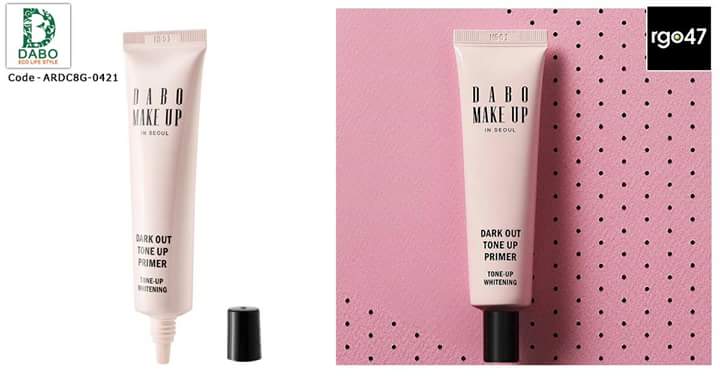 DABO
ECO LIFE STYLE
Code - ARDC8G-0421
DABO
MAKE UP
IN SEOUL
DARK OUT
TONE UP
PRIMER
TONE-UP
WHITENING
rgo47
DABO
MAKE UP
IN SEOUL
DARK OUT
TONE UP
PRIMER
TONE-UP
WHITENING